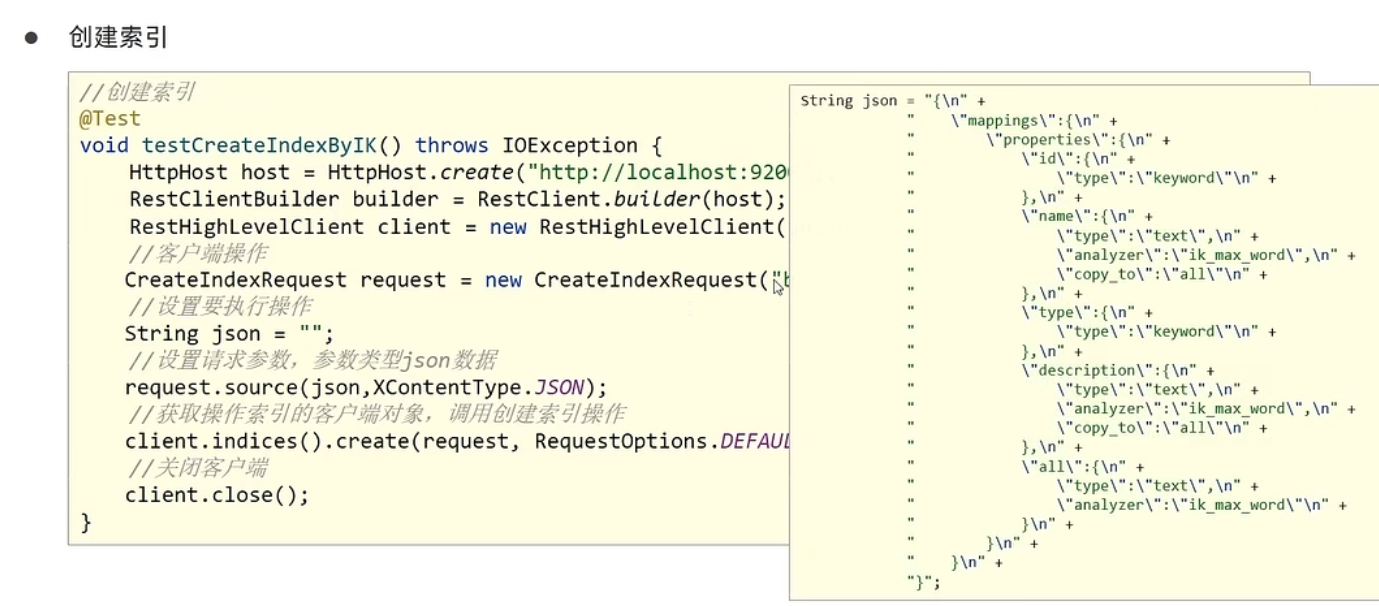 ● 创建索引
//创建索引
@Test
void testCreateIndexByIK() throws IOException {
HttpHost host = HttpHost.create("http://localhost:920
RestClientBuilder builder = RestClient.builder(host);
RestHighLevelClient client = new RestHighLevelClient(
//客户端操作
CreateIndexRequest request = new CreateIndexRequest("b
//设置要执行操作
String json = "";
//设置请求参数，参数类型json数据
request.source(json,XContentType.JSON);
//获取操作索引的客户端对象，调用创建索引操作
client.indices().create(request, RequestOptions.DEFAUL
//关闭客户端
client.close();
}
String json = "{\n" +
"    \"mappings\":{\n" +
"        \"properties\":{\n" +
"            \"id\":{\n" +
"                \"type\":\"keyword\"\n" +
"            },\n" +
"            \"name\":{\n" +
"                \"type\":\"text\",\n" +
"                \"analyzer\":\"ik_max_word\",\n" +
"                \"copy_to\":\"all\"\n" +
"            },\n" +
"            \"type\":{\n" +
"                \"type\":\"keyword\"\n" +
"            },\n" +
"            \"description\":{\n" +
"                \"type\":\"text\",\n" +
"                \"analyzer\":\"ik_max_word\",\n" +
"                \"copy_to\":\"all\"\n" +
"            },\n" +
"            \"all\":{\n" +
"                \"type\":\"text\",\n" +
"                \"analyzer\":\"ik_max_word\"\n" +
"            }\n" +
"        }\n" +
"    }\n" +
"}";